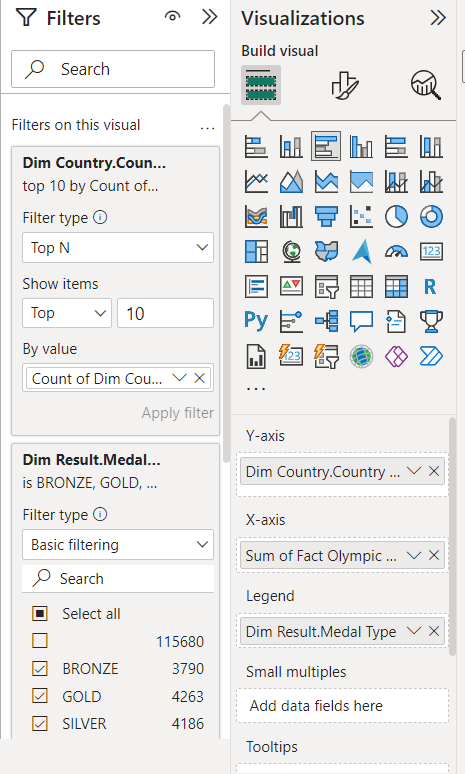 Filters
Search
Filters on this visual
...
Dim Country.Coun...
top 10 by Count of...
Filter type
Top N
Show items
Top
10
By value
Count of Dim Cou...
Apply filter
Dim Result.Medal...
is BRONZE, GOLD, ...
Filter type
Basic filtering
Search
Select all
115680
BRONZE 3790
GOLD 4263
SILVER 4186
Visualizations
Build visual
123
R
Py
123
...
Y-axis
Dim Country.Country ...
X-axis
Sum of Fact Olympic ...
Legend
Dim Result.Medal Type
Small multiples
Add data fields here
Tooltips